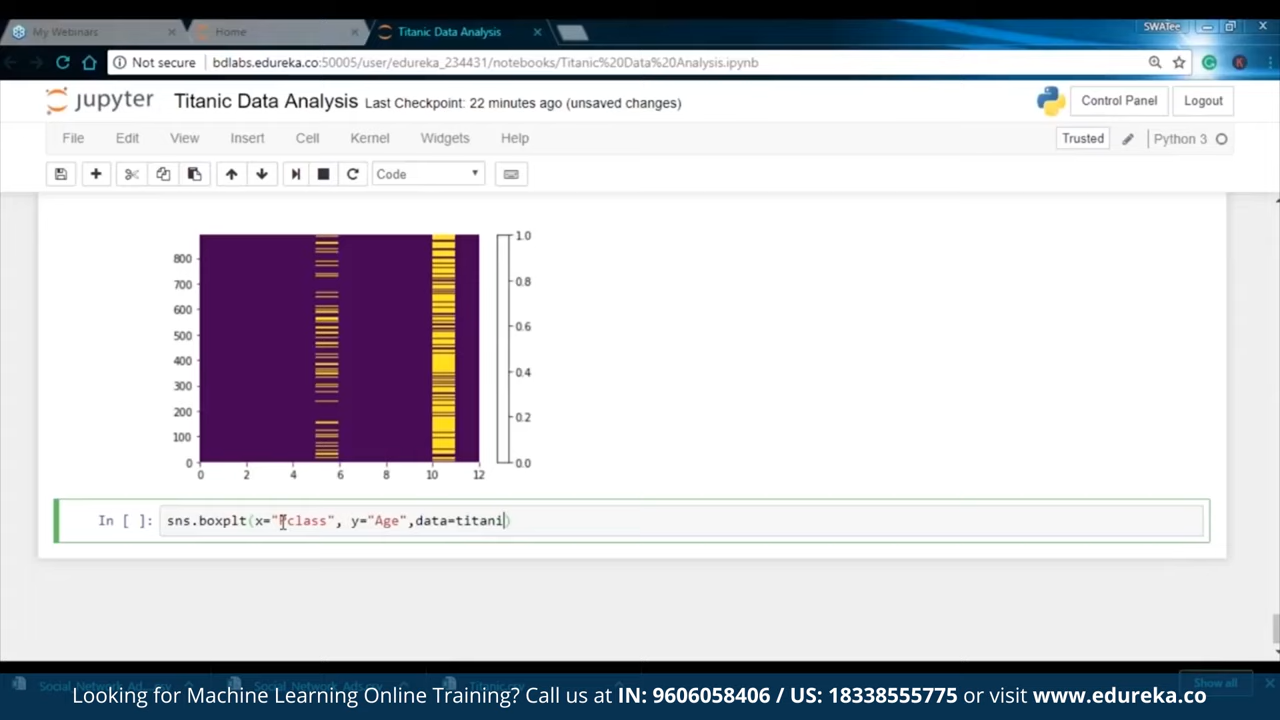 SWATee
My Webinars
Home
Titanic Data Analysis
Not secure
bdlabs.edureka.co:50005/user/edureka_234431/notebooks/Titanic%20Data%20Analysis.ipynb
jupyter Titanic Data Analysis Last Checkpoint: 22 minutes ago (unsaved changes)
Control Panel
Logout
File Edit View Insert Cell Kernel Widgets Help
Trusted
Python 3
Code
800
700
600
500
400
300
200
100
0
0 2 4 6 8 10 12
1.0
0.8
0.6
0.4
0.2
0.0
In [ ]: sns.boxplt(x="Pclass", y="Age",data=titani)
Show all
Looking for Machine Learning Online Training? Call us at IN: 9606058406 / US: 18338555775 or visit www.edureka.co